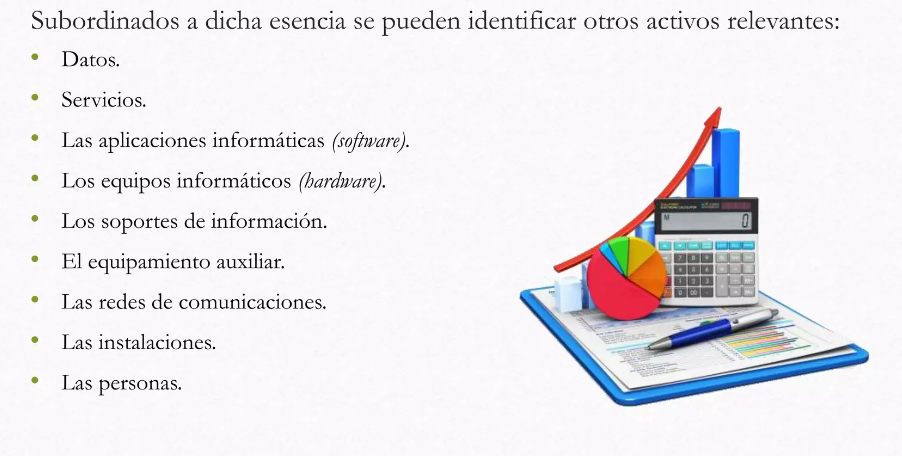 Subordinados a dicha esencia se pueden identificar otros activos relevantes:
• Datos.
• Servicios.
• Las aplicaciones informáticas (software).
• Los equipos informáticos (hardware).
• Los soportes de información.
• El equipamiento auxiliar.
• Las redes de comunicaciones.
• Las instalaciones.
• Las personas.